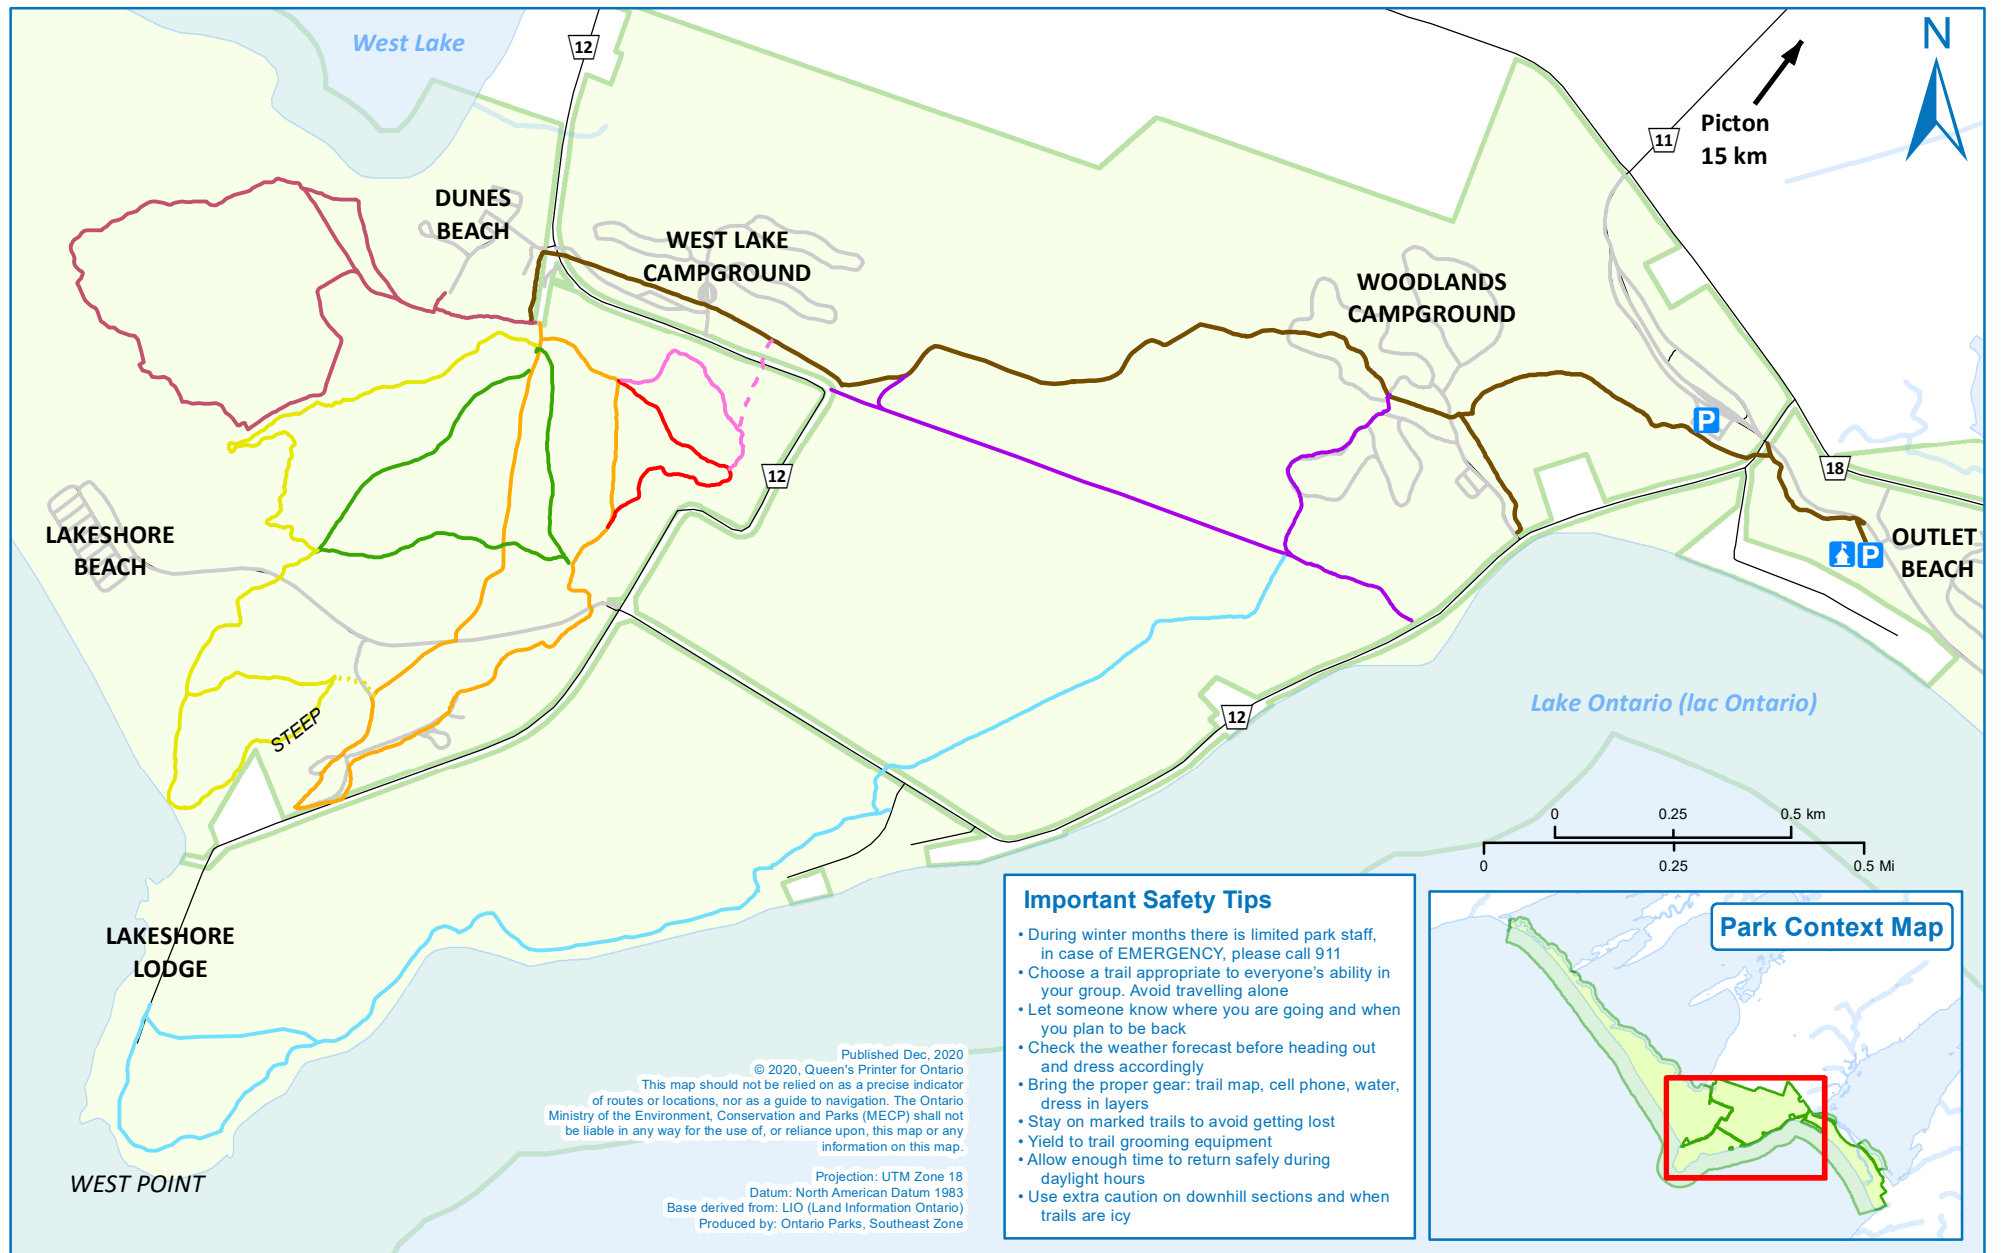 West Lake
12
N
11
Picton
15 km
DUNES
BEACH
WEST LAKE
CAMPGROUND
WOODLANDS
CAMPGROUND
P
12
18
LAKESHORE
BEACH
OUTLET
BEACH
P
STEEP
12
Lake Ontario (lac Ontario)
0 0.25 0.5 km
0 0.25 0.5 Mi
LAKESHORE
LODGE
WEST POINT
Published Dec, 2020
© 2020, Queen's Printer for Ontario
This map should not be relied on as a precise indicator
of routes or locations, nor as a guide to navigation. The Ontario
Ministry of the Environment, Conservation and Parks (MECP) shall not
be liable in any way for the use of, or reliance upon, this map or any
information on this map.
Projection: UTM Zone 18
Datum: North American Datum 1983
Base derived from: LIO (Land Information Ontario)
Produced by: Ontario Parks, Southeast Zone
Important Safety Tips
• During winter months there is limited park staff,
in case of EMERGENCY, please call 911
• Choose a trail appropriate to everyone's ability in
your group. Avoid travelling alone
• Let someone know where you are going and when
you plan to be back
• Check the weather forecast before heading out
and dress accordingly
• Bring the proper gear: trail map, cell phone, water,
dress in layers
• Stay on marked trails to avoid getting lost
• Yield to trail grooming equipment
• Allow enough time to return safely during
daylight hours
• Use extra caution on downhill sections and when
trails are icy
Park Context Map